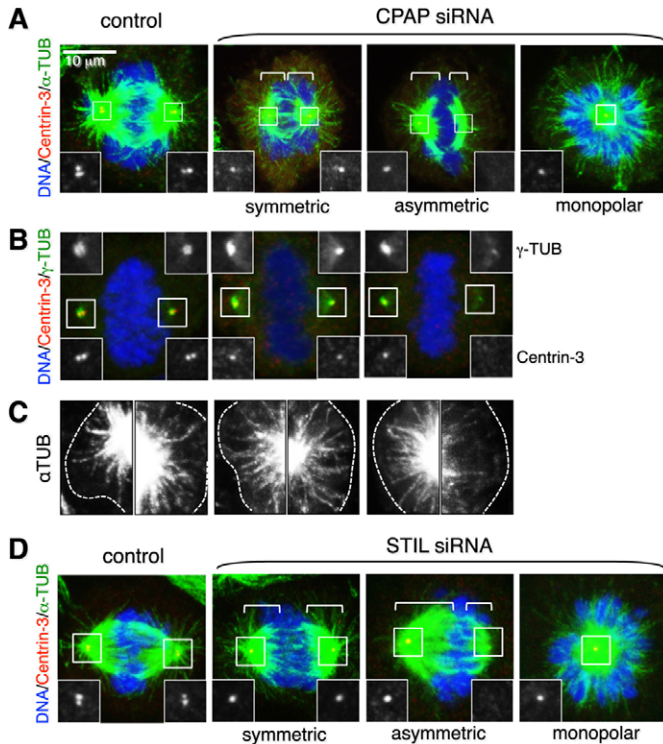 A
control
CPAP siRNA
DNA/Centrin-3/α-TUB
10 μm
symmetric
asymmetric
monopolar
B
DNA/Centrin-3/γ-TUB
γ-TUB
Centrin-3
C
αTUB
D
control
STIL siRNA
DNA/Centrin-3/α-TUB
symmetric
asymmetric
monopolar